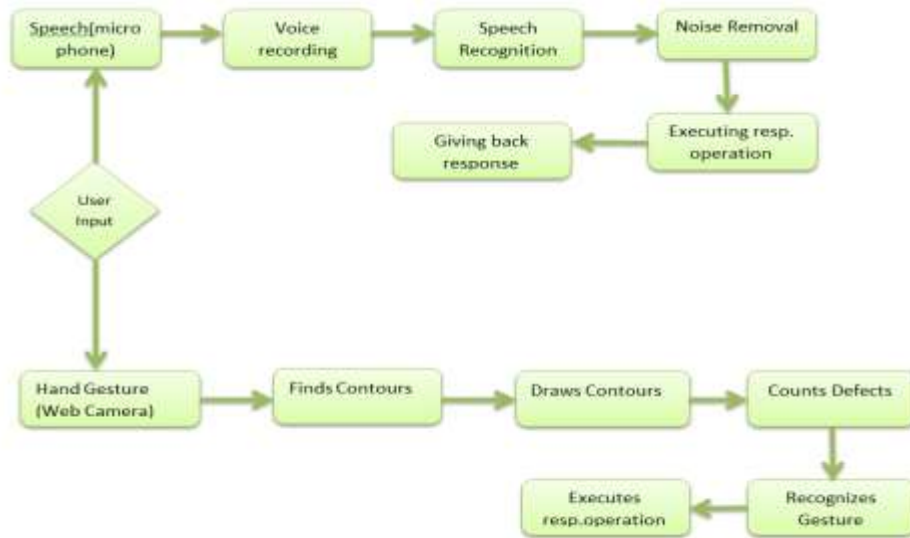 Speech(micro
phone)
Voice
recording
Speech
Recognition
Noise Removal
Executing resp.
operation
Giving back
response
User
Input
Hand Gesture
(Web Camera)
Finds Contours
Draws Contours
Counts Defects
Recognizes
Gesture
Executes
resp.operation